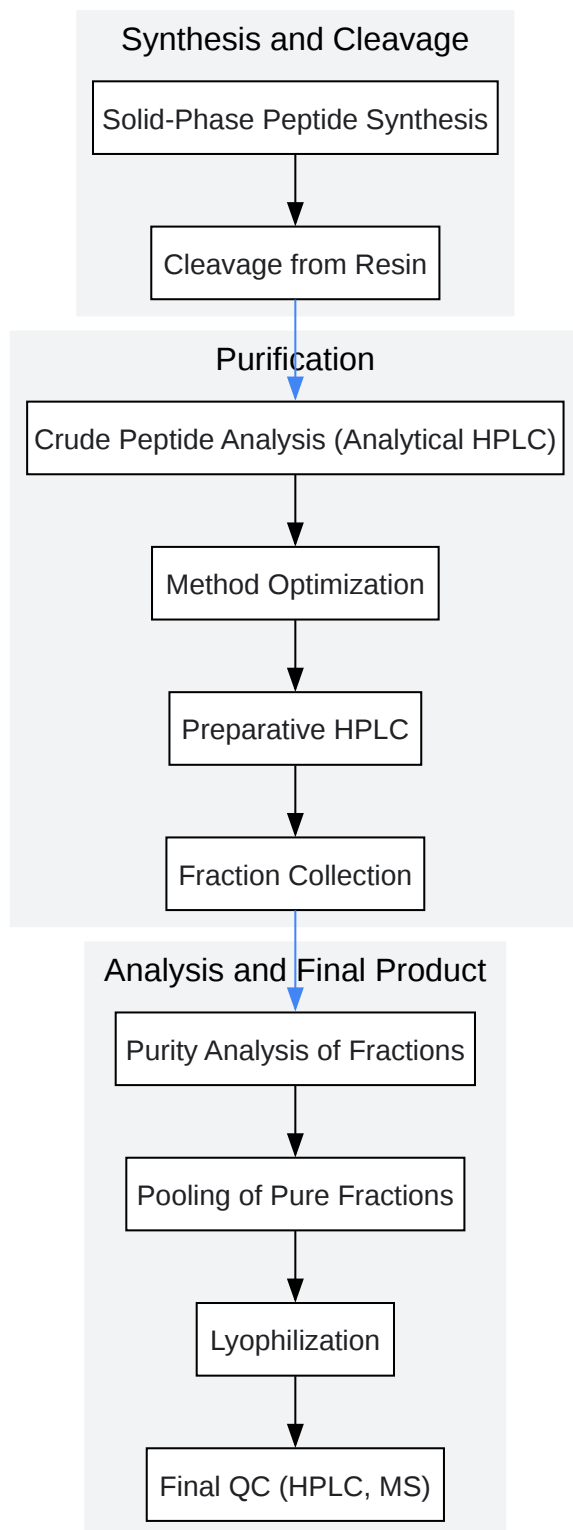 Synthesis and Cleavage
Solid-Phase Peptide Synthesis
Cleavage from Resin
Purification
Crude Peptide Analysis (Analytical HPLC)
Method Optimization
Preparative HPLC
Fraction Collection
Analysis and Final Product
Purity Analysis of Fractions
Pooling of Pure Fractions
Lyophilization
Final QC (HPLC, MS)